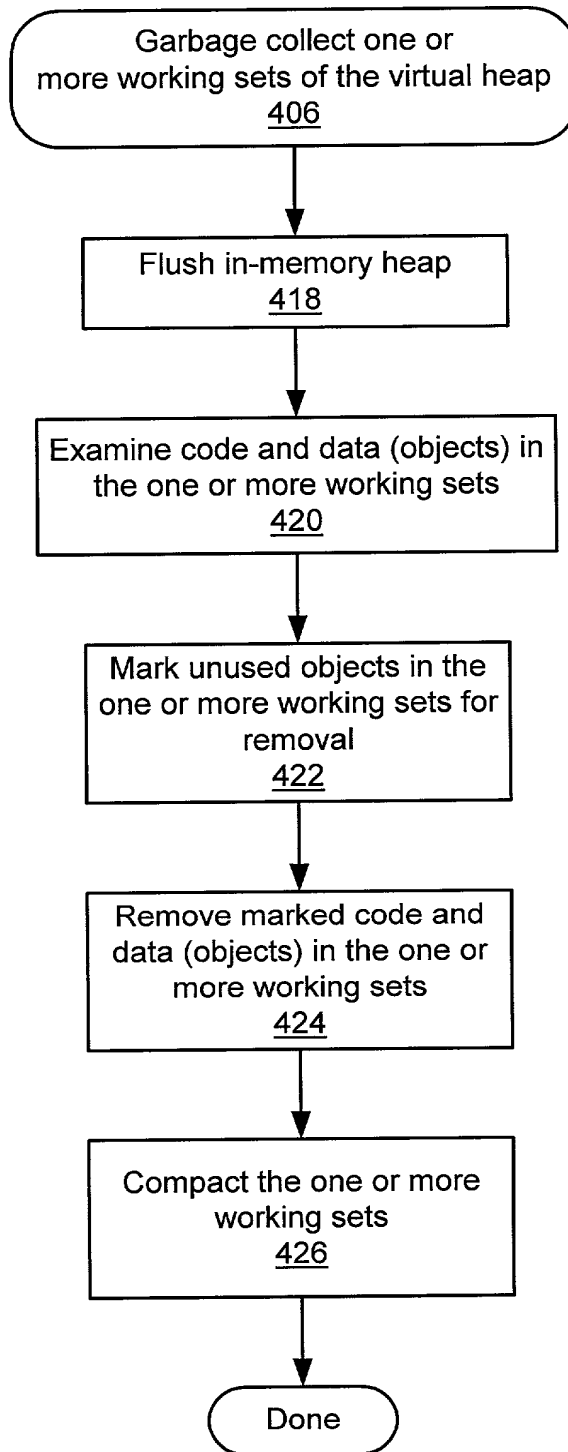 Garbage collect one or
more working sets of the virtual heap
406
Flush in-memory heap
418
Examine code and data (objects) in
the one or more working sets
420
Mark unused objects in the
one or more working sets for
removal
422
Remove marked code and
data (objects) in the one or
more working sets
424
Compact the one or more
working sets
426
Done